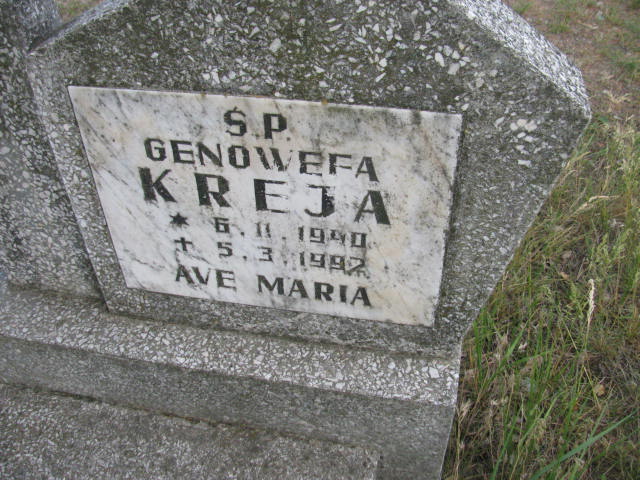 Ś.P.
GENOWEFA
KREJA
* 6.11.1940
+ 5.3.1992
AVE MARIA